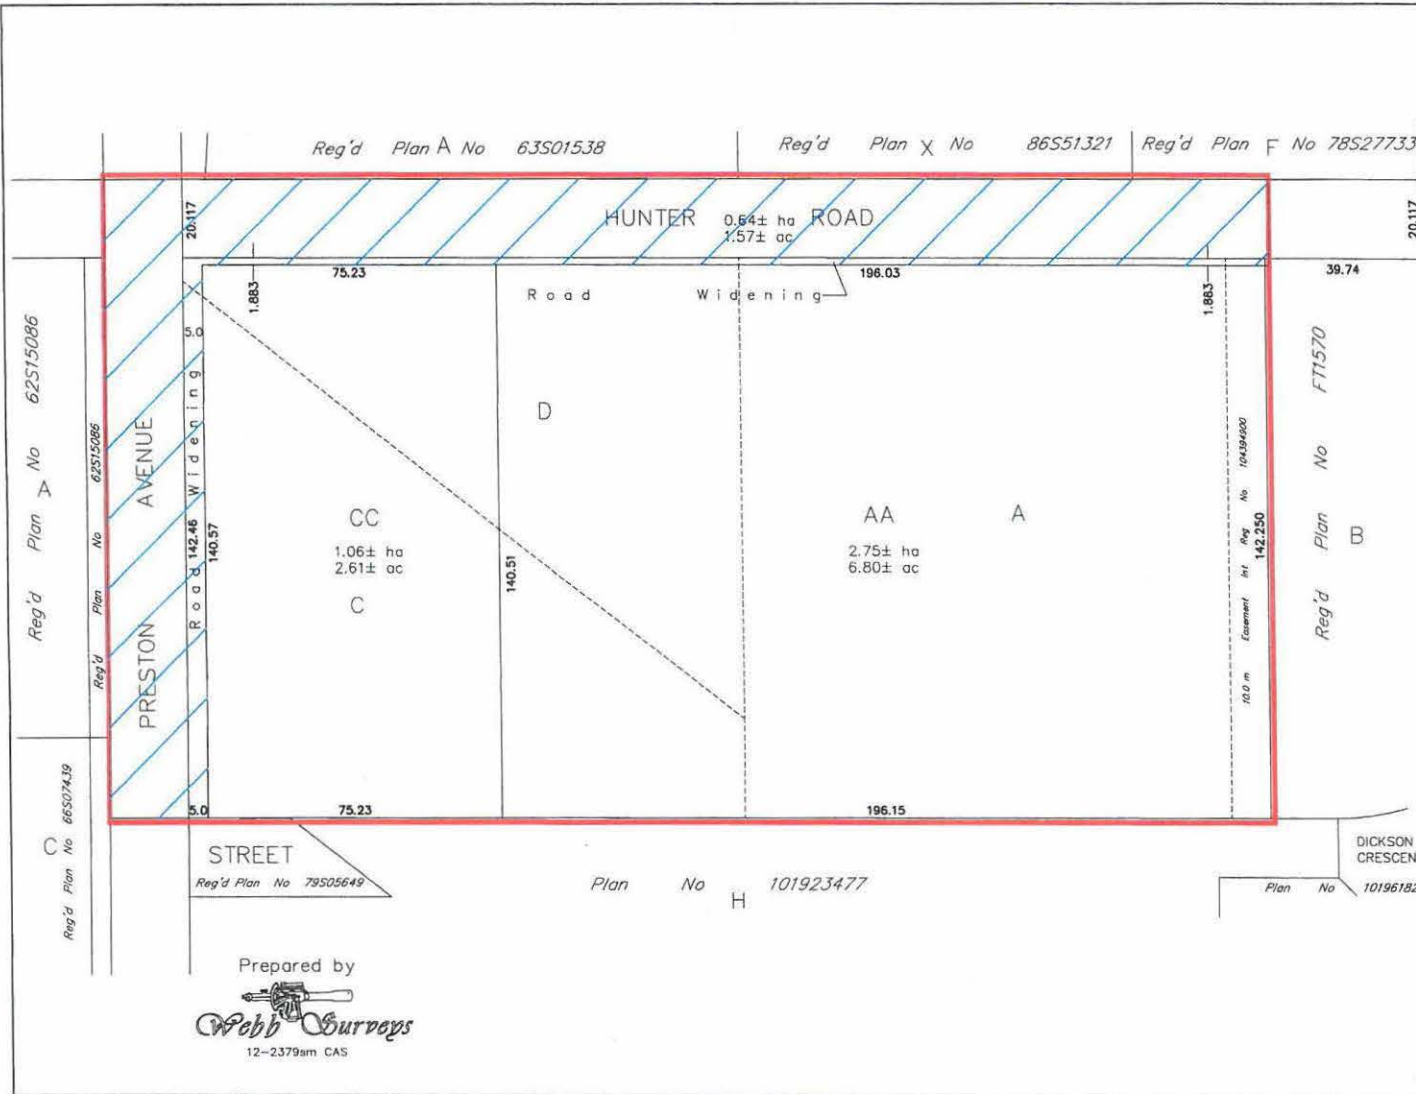 Reg'd Plan A No 63S01538
Reg'd Plan X No 86S51321
Reg'd Plan F No 78S27733
20.117
HUNTER 0.64± ha ROAD
1.57± ac
20.117
75.23
196.03
39.74
1.883
Road Widening
1.883
5.0
Reg'd Plan A No 62S15086
Reg'd Plan No 62S15086
PRESTON AVENUE
Road Widening
142.46
140.57
D
CC
1.06± ha
2.61± ac
C
140.51
AA
2.75± ha
6.80± ac
A
10.0 m Easement Int Reg No 104394900
142.250
Reg'd Plan No FT1570
B
5.0
75.23
196.15
C
Reg'd Plan No 66S07439
STREET
Reg'd Plan No 79S05649
Plan No 101923477
H
DICKSON
CRESCEN
Plan No 10196182
Prepared by
Webb Surveys
12-2379sm CAS